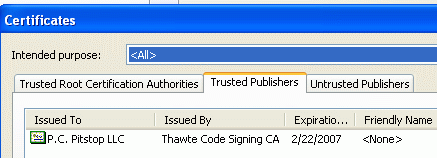 Certificates
Intended purpose: <All>
Trusted Root Certification Authorities Trusted Publishers Untrusted Publishers
Issued To Issued By Expiratio... Friendly Name
P.C. Pitstop LLC Thawte Code Signing CA 2/22/2007 <None>